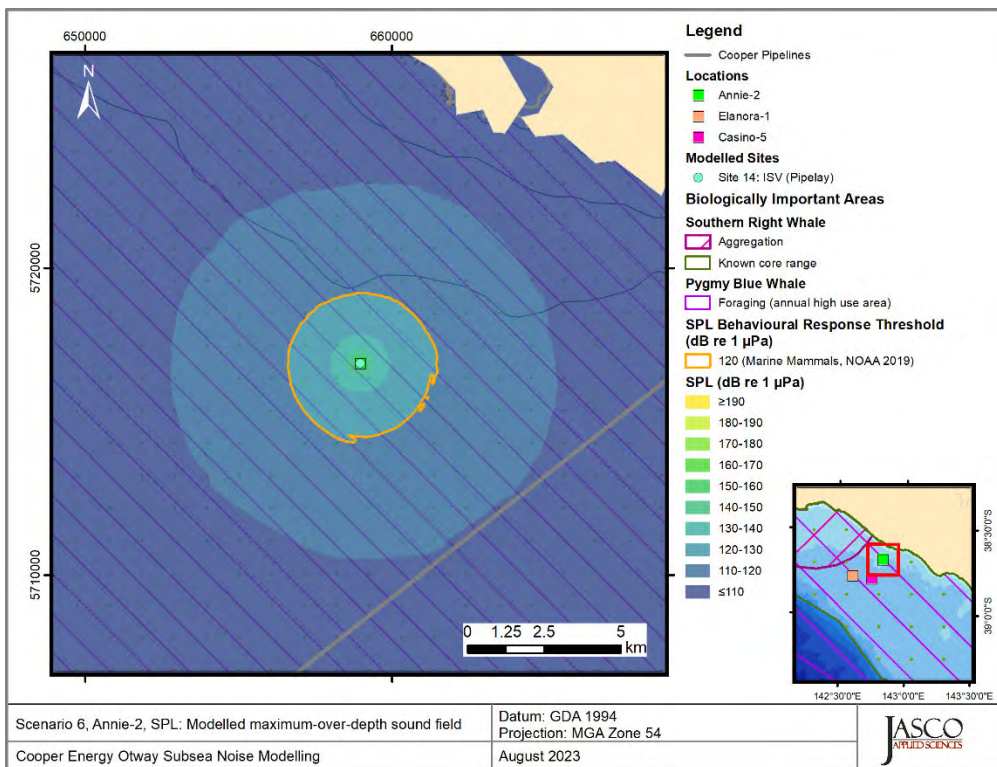 650000
660000
N
5720000
5710000
0 1.25 2.5 5
km
Legend
Cooper Pipelines
Locations
Annie-2
Elanora-1
Casino-5
Modelled Sites
Site 14: ISV (Pipelay)
Biologically Important Areas
Southern Right Whale
Aggregation
Known core range
Pygmy Blue Whale
Foraging (annual high use area)
SPL Behavioural Response Threshold
(dB re 1 µPa)
120 (Marine Mammals, NOAA 2019)
SPL (dB re 1 µPa)
≥190
180-190
170-180
160-170
150-160
140-150
130-140
120-130
110-120
≤110
38°30'0"S
39°0'0"S
142°30'0"E 143°0'0"E 143°30'0"E
Scenario 6, Annie-2, SPL: Modelled maximum-over-depth sound field
Datum: GDA 1994
Projection: MGA Zone 54
Cooper Energy Otway Subsea Noise Modelling
August 2023
JASCO
APPLIED SCIENCES